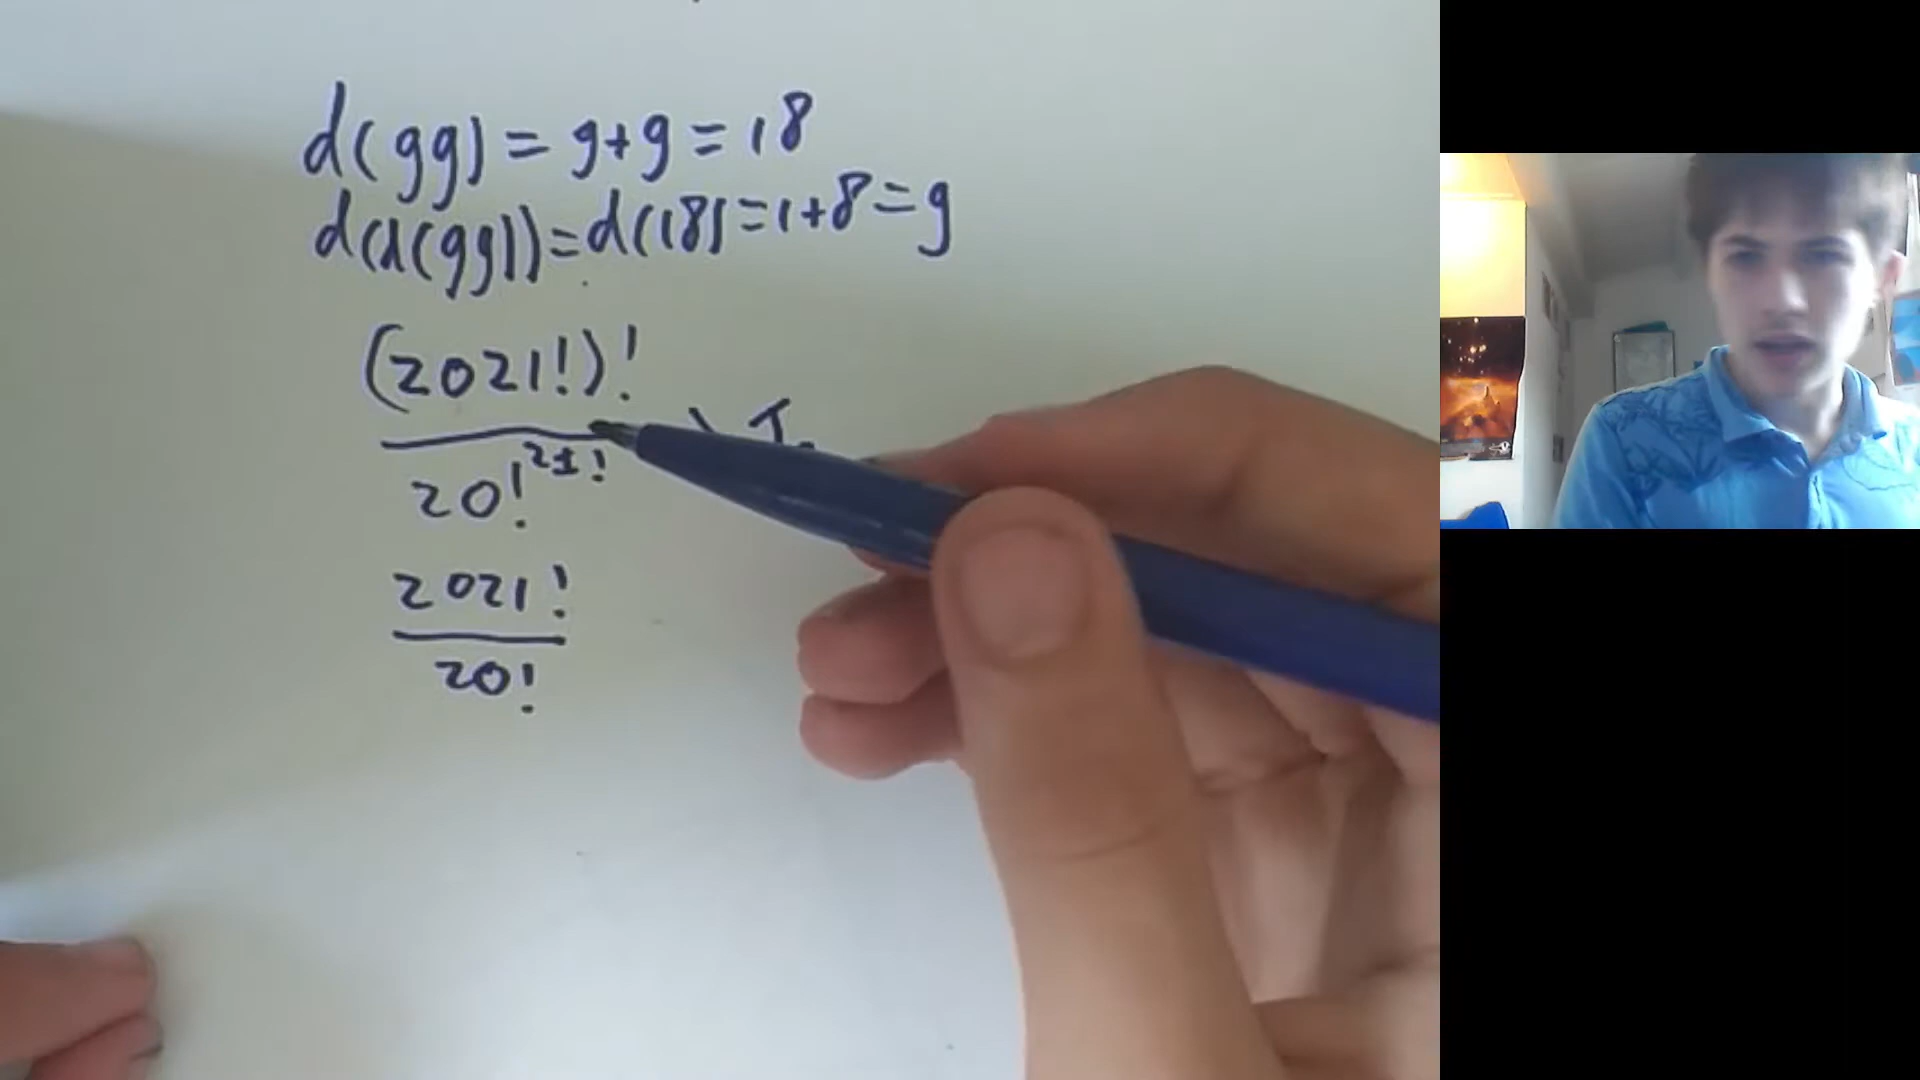 d(99) = 9+9 = 18
d(d(99)) = d(18) = 1+8 = 9
(2021!)!
20!^21!
2021!
20!